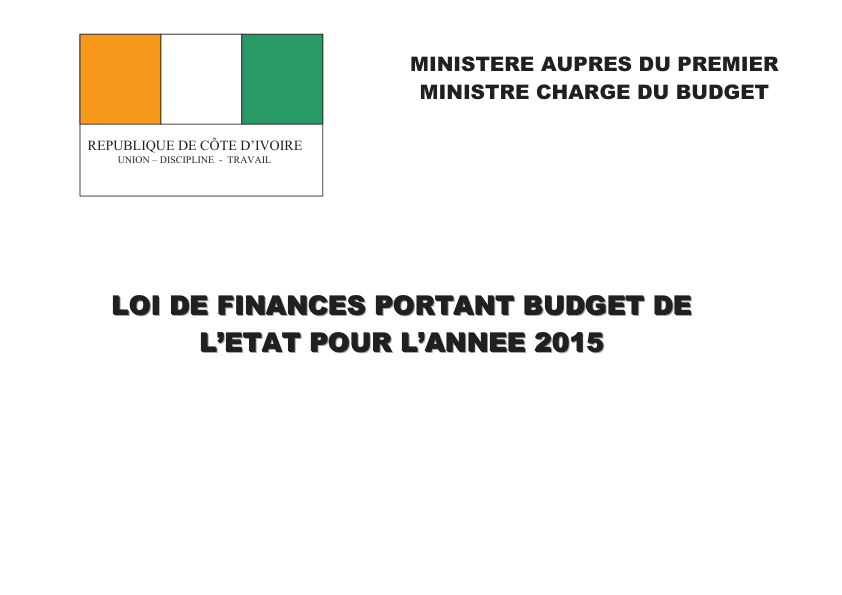 REPUBLIQUE DE CÔTE D’IVOIRE
UNION – DISCIPLINE - TRAVAIL
MINISTERE AUPRES DU PREMIER
MINISTRE CHARGE DU BUDGET
LOI DE FINANCES PORTANT BUDGET DE
L’ETAT POUR L’ANNEE 2015